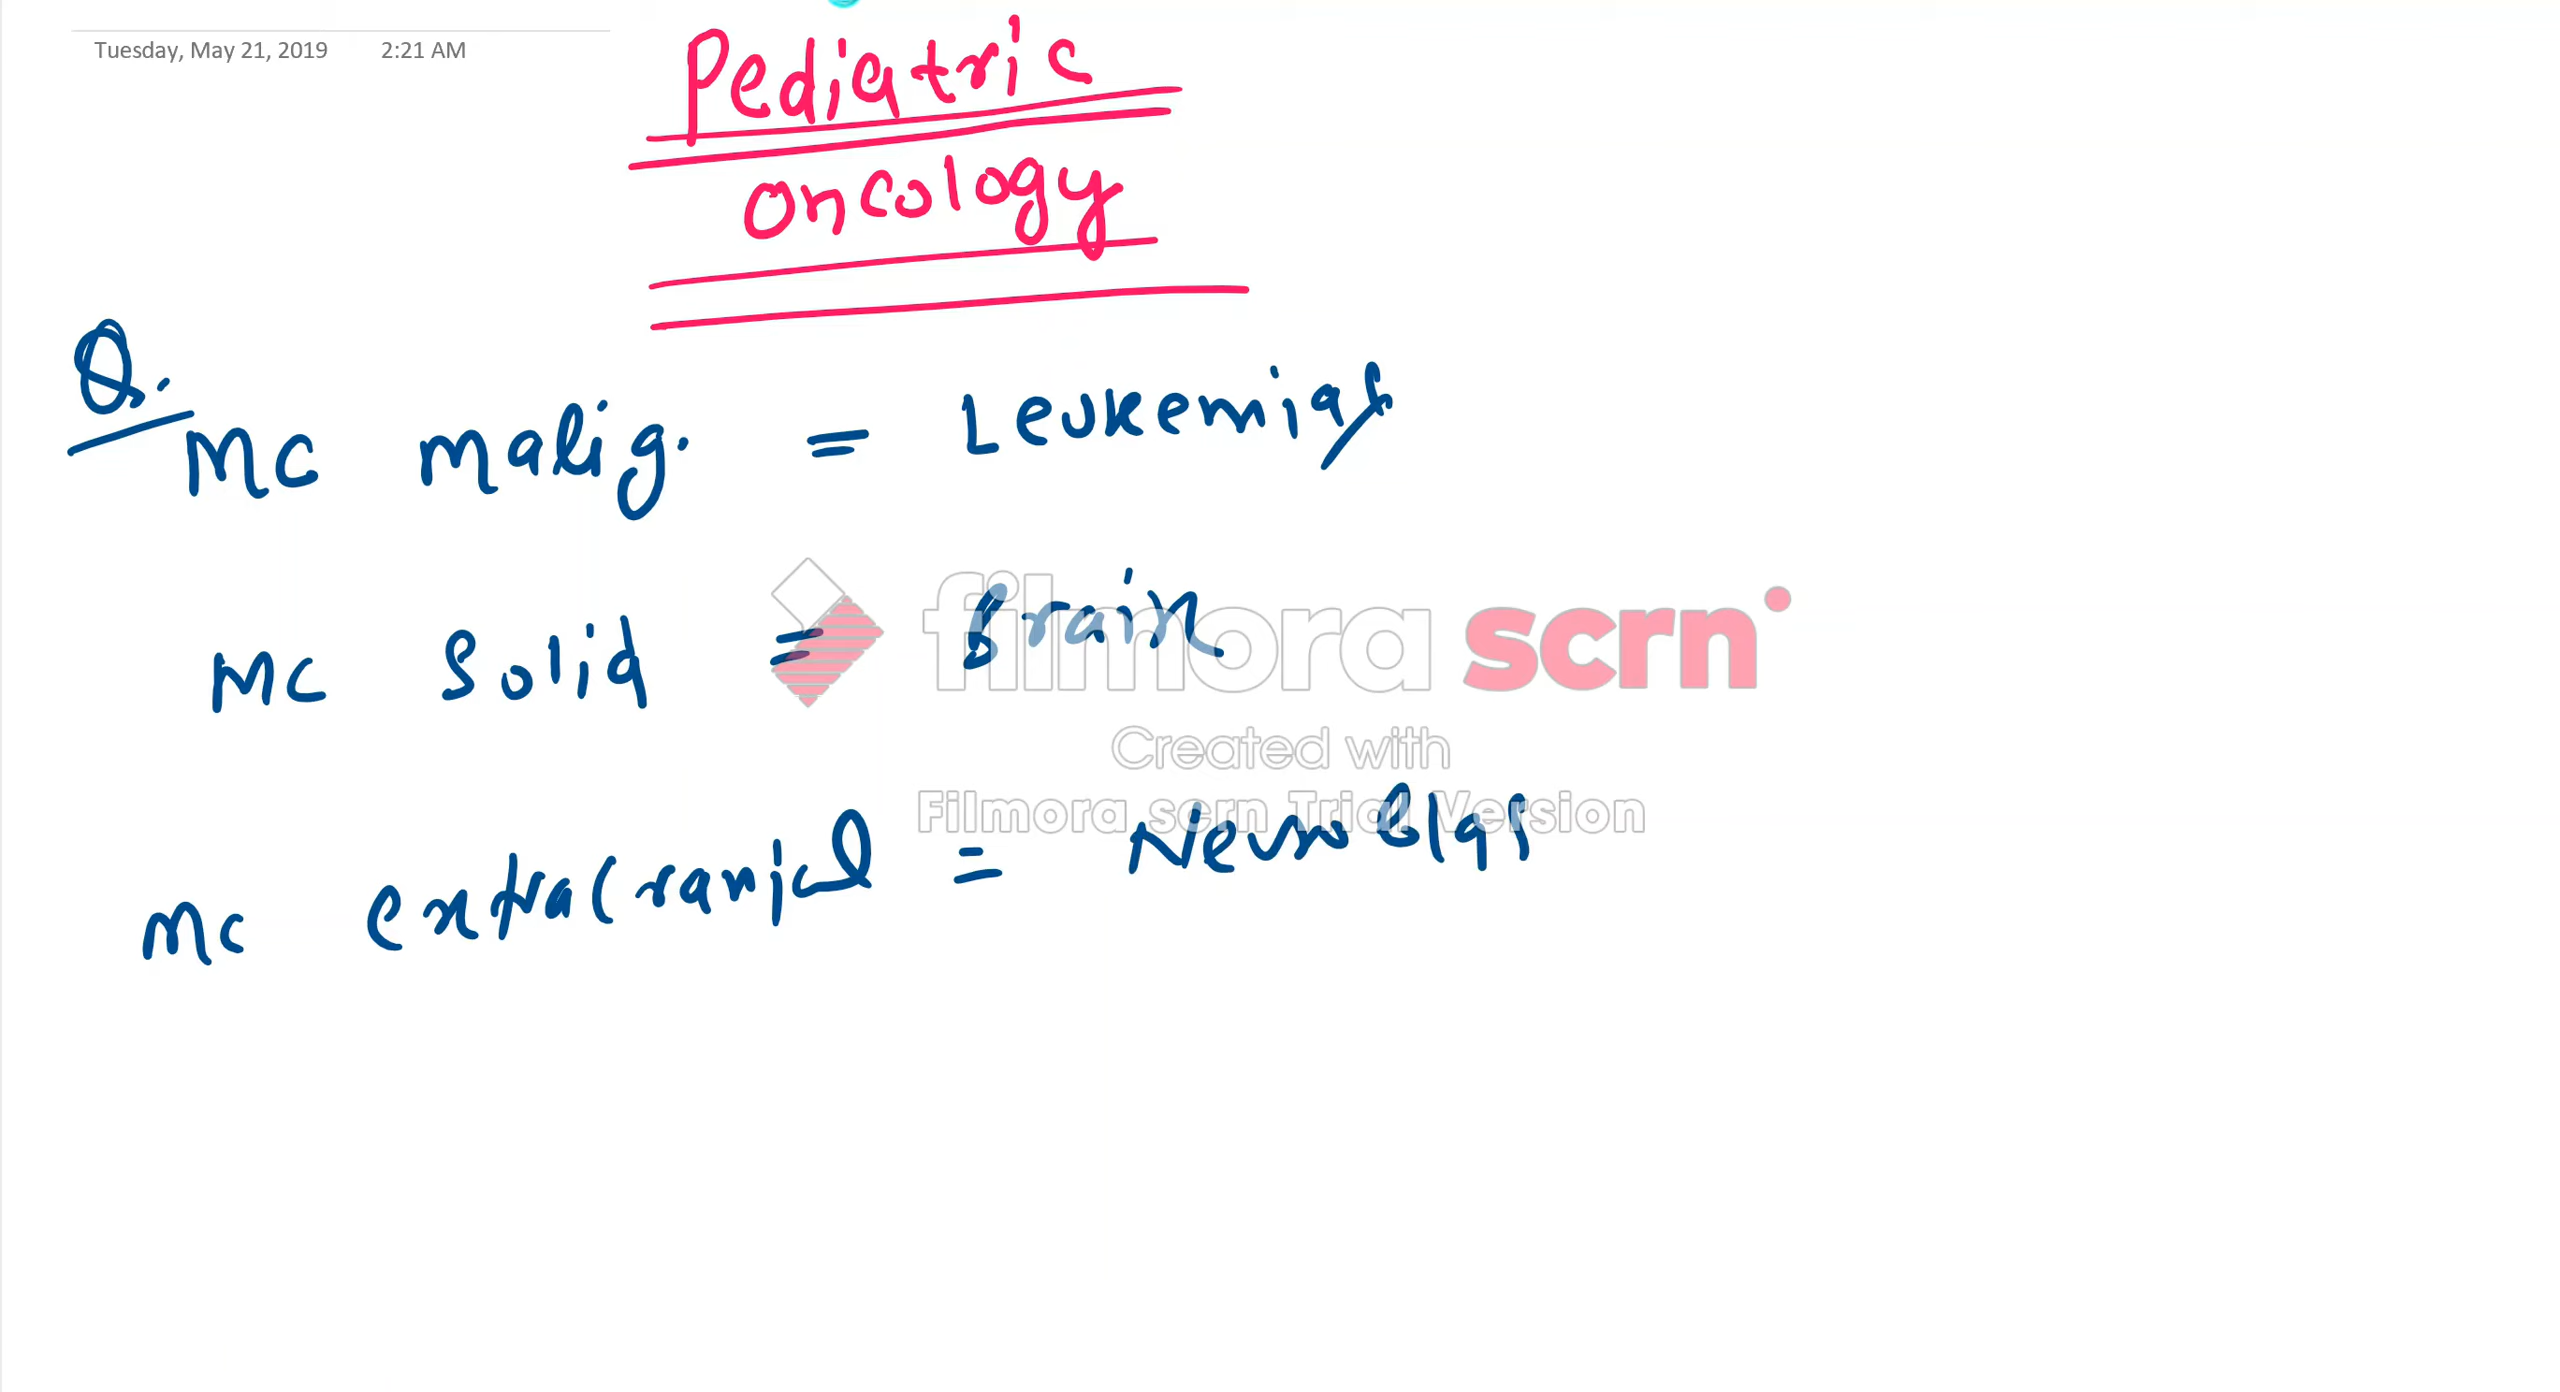 Tuesday, May 21, 2019 2:21 AM
Pediatric
oncology
Q.
MC malig. = Leukemias
MC Solid = Brain
filmora scrn
Created with
Filmora scrn Trial Version
MC extracranial = Neuroblas